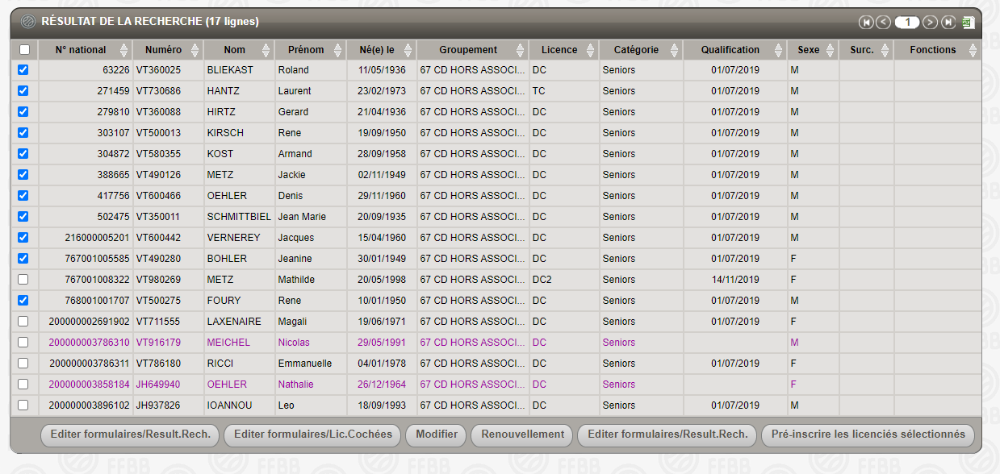 RÉSULTAT DE LA RECHERCHE (17 lignes) 1
N° national Numéro Nom Prénom Né(e) le Groupement Licence Catégorie Qualification Sexe Surc. Fonctions
63226 VT360025 BLIEKAST Roland 11/05/1936 67 CD HORS ASSOCI... DC Seniors 01/07/2019 M
271459 VT730686 HANTZ Laurent 23/02/1973 67 CD HORS ASSOCI... TC Seniors 01/07/2019 M
279810 VT360088 HIRTZ Gerard 21/04/1936 67 CD HORS ASSOCI... DC Seniors 01/07/2019 M
303107 VT500013 KIRSCH Rene 19/09/1950 67 CD HORS ASSOCI... DC Seniors 01/07/2019 M
304872 VT580355 KOST Armand 28/09/1958 67 CD HORS ASSOCI... DC Seniors 01/07/2019 M
388665 VT490126 METZ Jackie 02/11/1949 67 CD HORS ASSOCI... DC Seniors 01/07/2019 M
417756 VT600466 OEHLER Denis 29/11/1960 67 CD HORS ASSOCI... DC Seniors 01/07/2019 M
502475 VT350011 SCHMITTBIEL Jean Marie 20/09/1935 67 CD HORS ASSOCI... DC Seniors 01/07/2019 M
216000005201 VT600442 VERNEREY Jacques 15/04/1960 67 CD HORS ASSOCI... DC Seniors 01/07/2019 M
767001005585 VT490280 BOHLER Jeanine 30/01/1949 67 CD HORS ASSOCI... DC Seniors 01/07/2019 F
767001008322 VT980269 METZ Mathilde 20/05/1998 67 CD HORS ASSOCI... DC2 Seniors 14/11/2019 F
768001001707 VT500275 FOURY Rene 10/01/1950 67 CD HORS ASSOCI... DC Seniors 01/07/2019 M
200000002691902 VT711555 LAXENAIRE Magali 19/06/1971 67 CD HORS ASSOCI... DC Seniors 01/07/2019 F
200000003786310 VT916179 MEICHEL Nicolas 29/05/1991 67 CD HORS ASSOCI... DC Seniors M
200000003786311 VT786180 RICCI Emmanuelle 04/01/1978 67 CD HORS ASSOCI... DC Seniors 01/07/2019 F
200000003858184 JH649940 OEHLER Nathalie 26/12/1964 67 CD HORS ASSOCI... DC Seniors F
200000003896102 JH937826 IOANNOU Leo 18/09/1993 67 CD HORS ASSOCI... DC Seniors 01/07/2019 M
Editer formulaires/Result.Rech. Editer formulaires/Lic.Cochées Modifier Renouvellement Editer formulaires/Result.Rech. Pré-inscrire les licenciés sélectionnés
FFBB FFBB FFBB FFBB FFBB FFBB